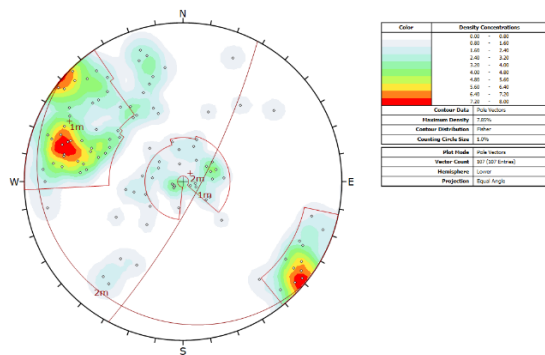 N
1m
W
E
2m
1m
2m
S
Color
Density Concentrations
0.00 - 0.80
0.80 - 1.60
1.60 - 2.40
2.40 - 3.20
3.20 - 4.00
4.00 - 4.80
4.80 - 5.60
5.60 - 6.40
6.40 - 7.20
7.20 - 8.00
Contour Data Pole Vectors
Maximum Density
Contour Distribution Fisher
Counting Circle Size 1.0%
Plot Mode Pole Vectors
Vector Count 107 (107 Entries)
Hemisphere Lower
Projection Equal Angle